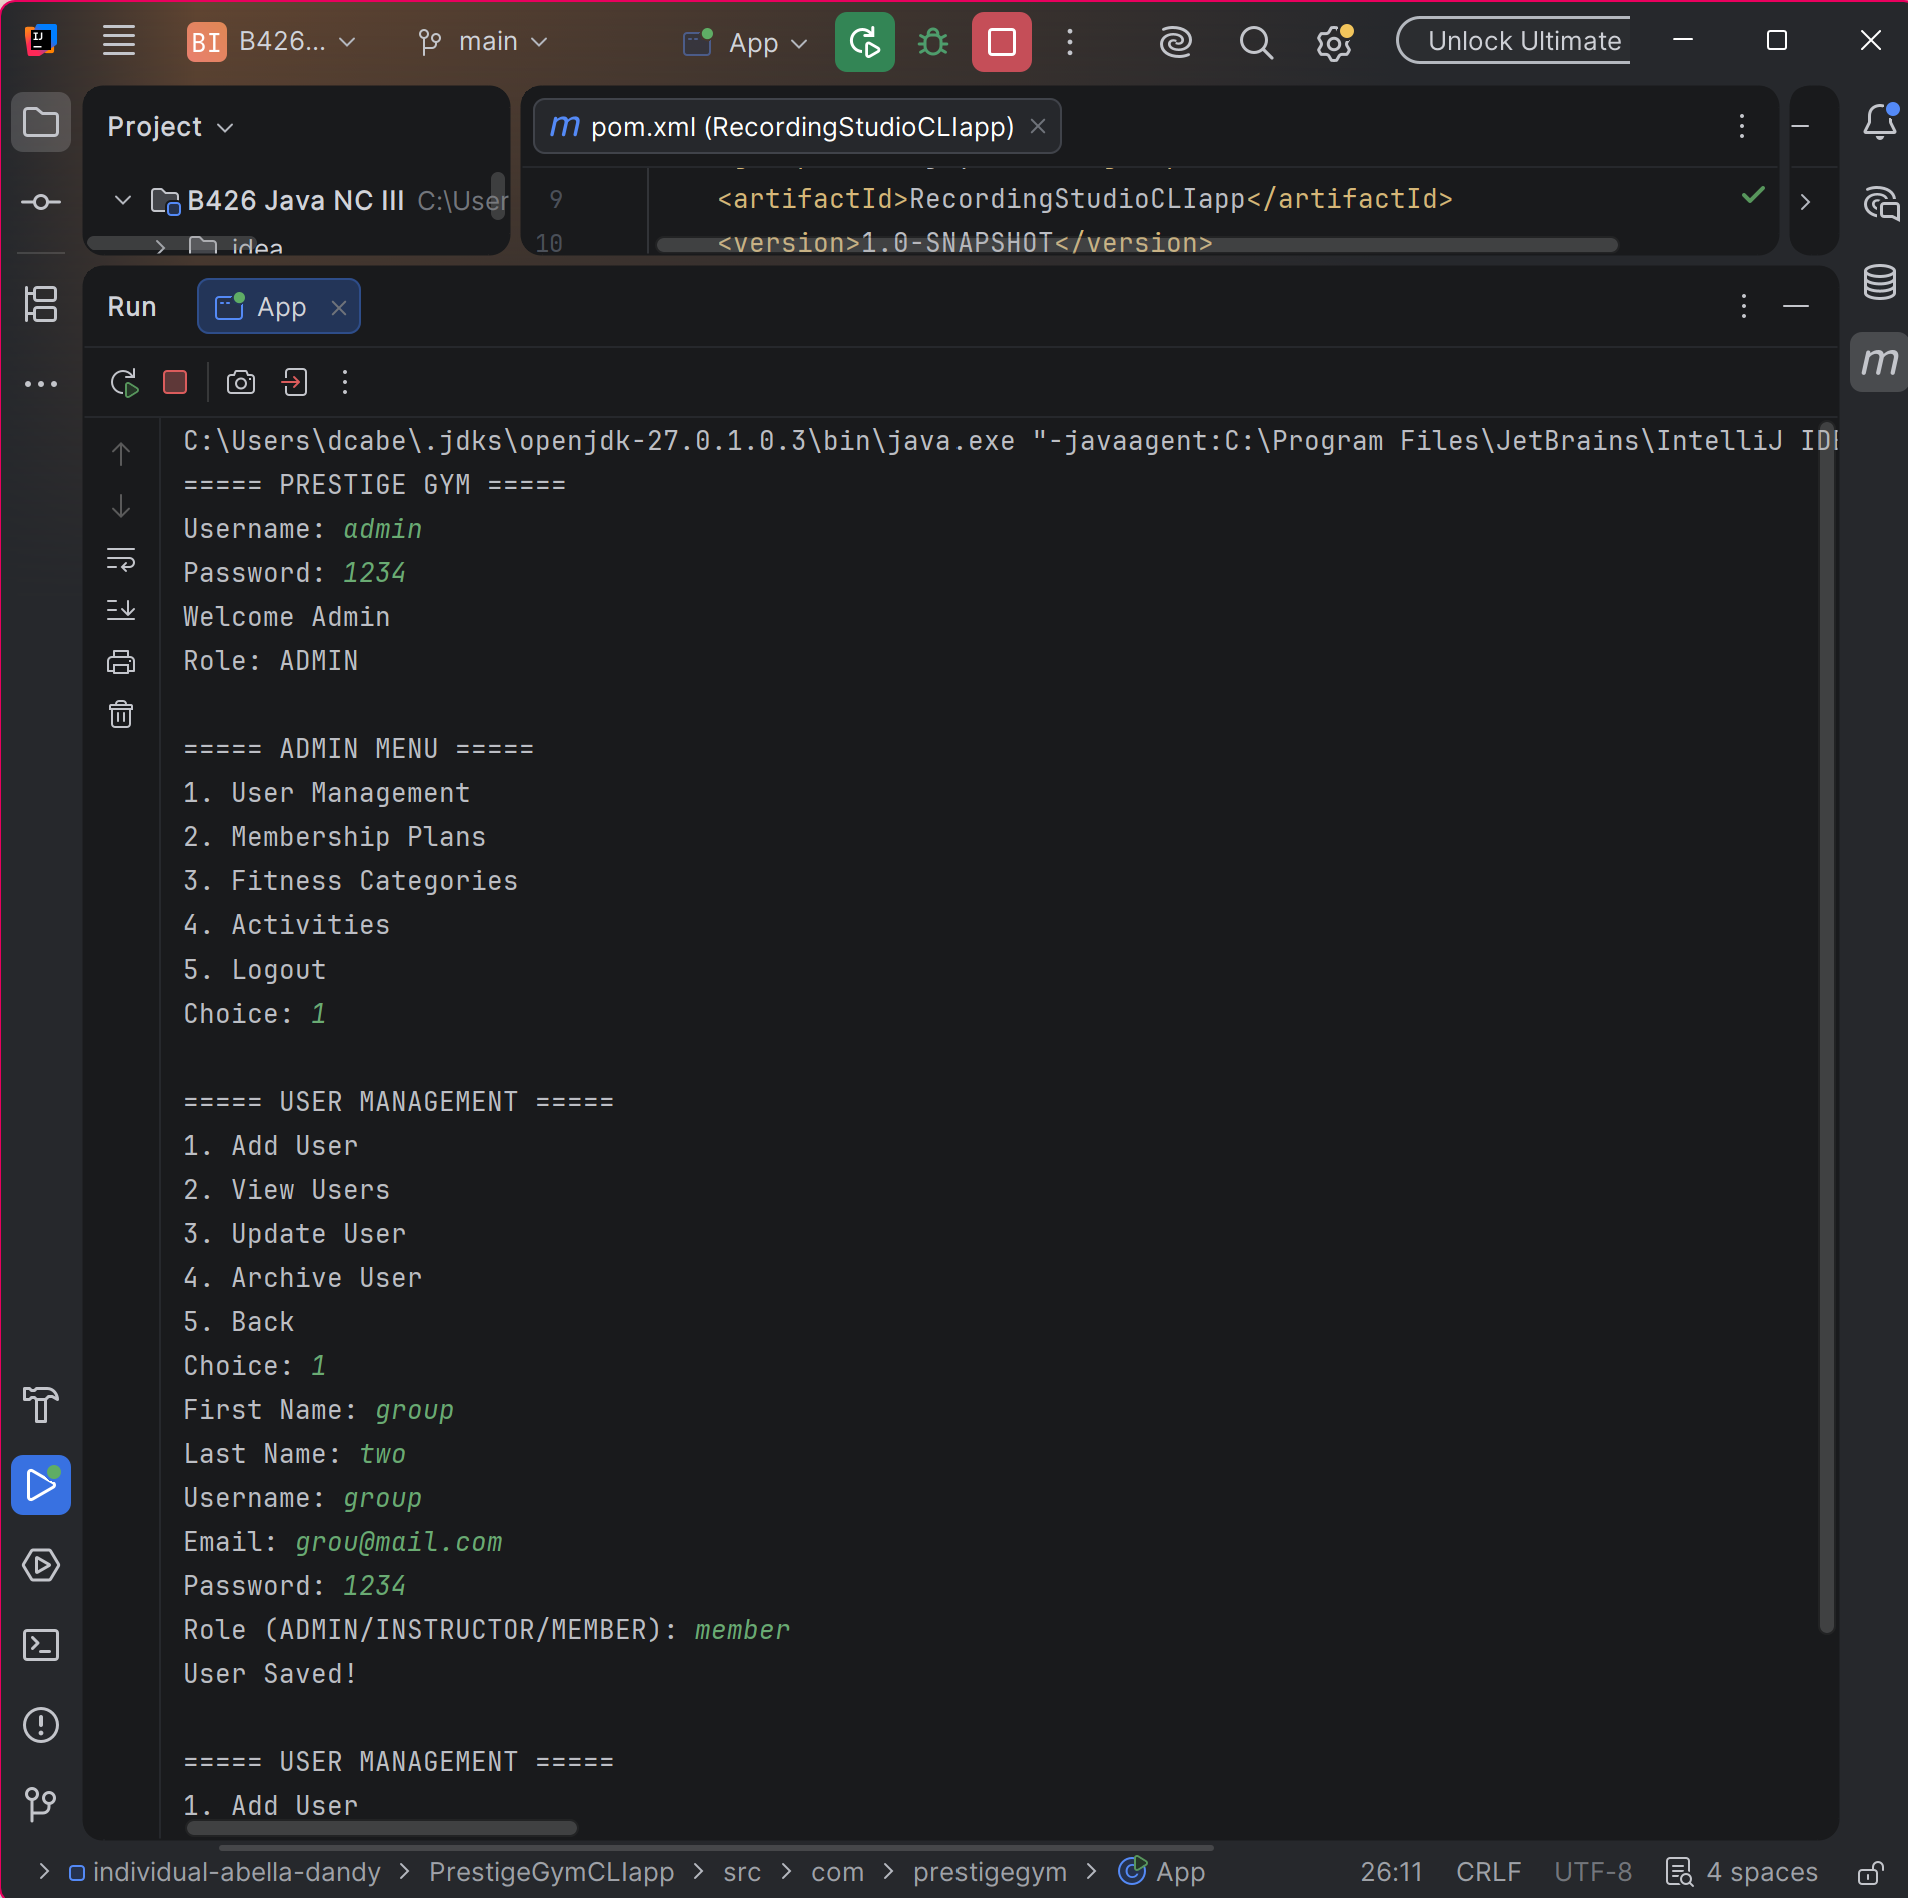 BI B426... main App Unlock Ultimate
Project
pom.xml (RecordingStudioCLIapp)
B426 Java NC III C:\User
idea
9 <artifactId>RecordingStudioCLIapp</artifactId>
10 <version>1.0-SNAPSHOT</version>
Run App
C:\Users\dcabe\.jdks\openjdk-27.0.1.0.3\bin\java.exe "-javaagent:C:\Program Files\JetBrains\IntelliJ IDE
===== PRESTIGE GYM =====
Username: admin
Password: 1234
Welcome Admin
Role: ADMIN
===== ADMIN MENU =====
1. User Management
2. Membership Plans
3. Fitness Categories
4. Activities
5. Logout
Choice: 1
===== USER MANAGEMENT =====
1. Add User
2. View Users
3. Update User
4. Archive User
5. Back
Choice: 1
First Name: group
Last Name: two
Username: group
Email: grou@mail.com
Password: 1234
Role (ADMIN/INSTRUCTOR/MEMBER): member
User Saved!
===== USER MANAGEMENT =====
1. Add User
individual-abella-dandy > PrestigeGymCLIapp > src > com > prestigegym > App 26:11 CRLF UTF-8 4 spaces